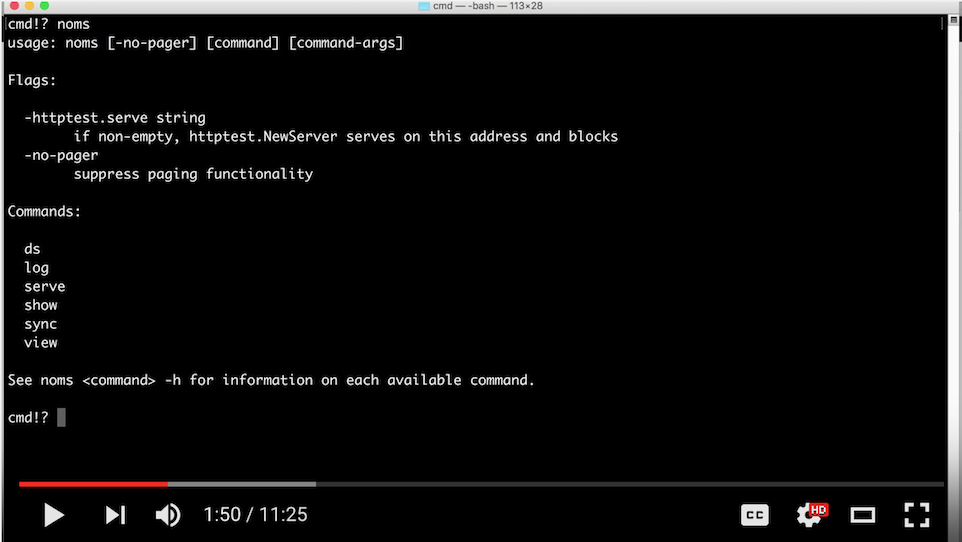 cmd — -bash — 113×28
cmd!? noms
usage: noms [-no-pager] [command] [command-args]
Flags:
-httptest.serve string
if non-empty, httptest.NewServer serves on this address and blocks
-no-pager
suppress paging functionality
Commands:
ds
log
serve
show
sync
view
See noms <command> -h for information on each available command.
cmd!?
1:50 / 11:25
CC
HD